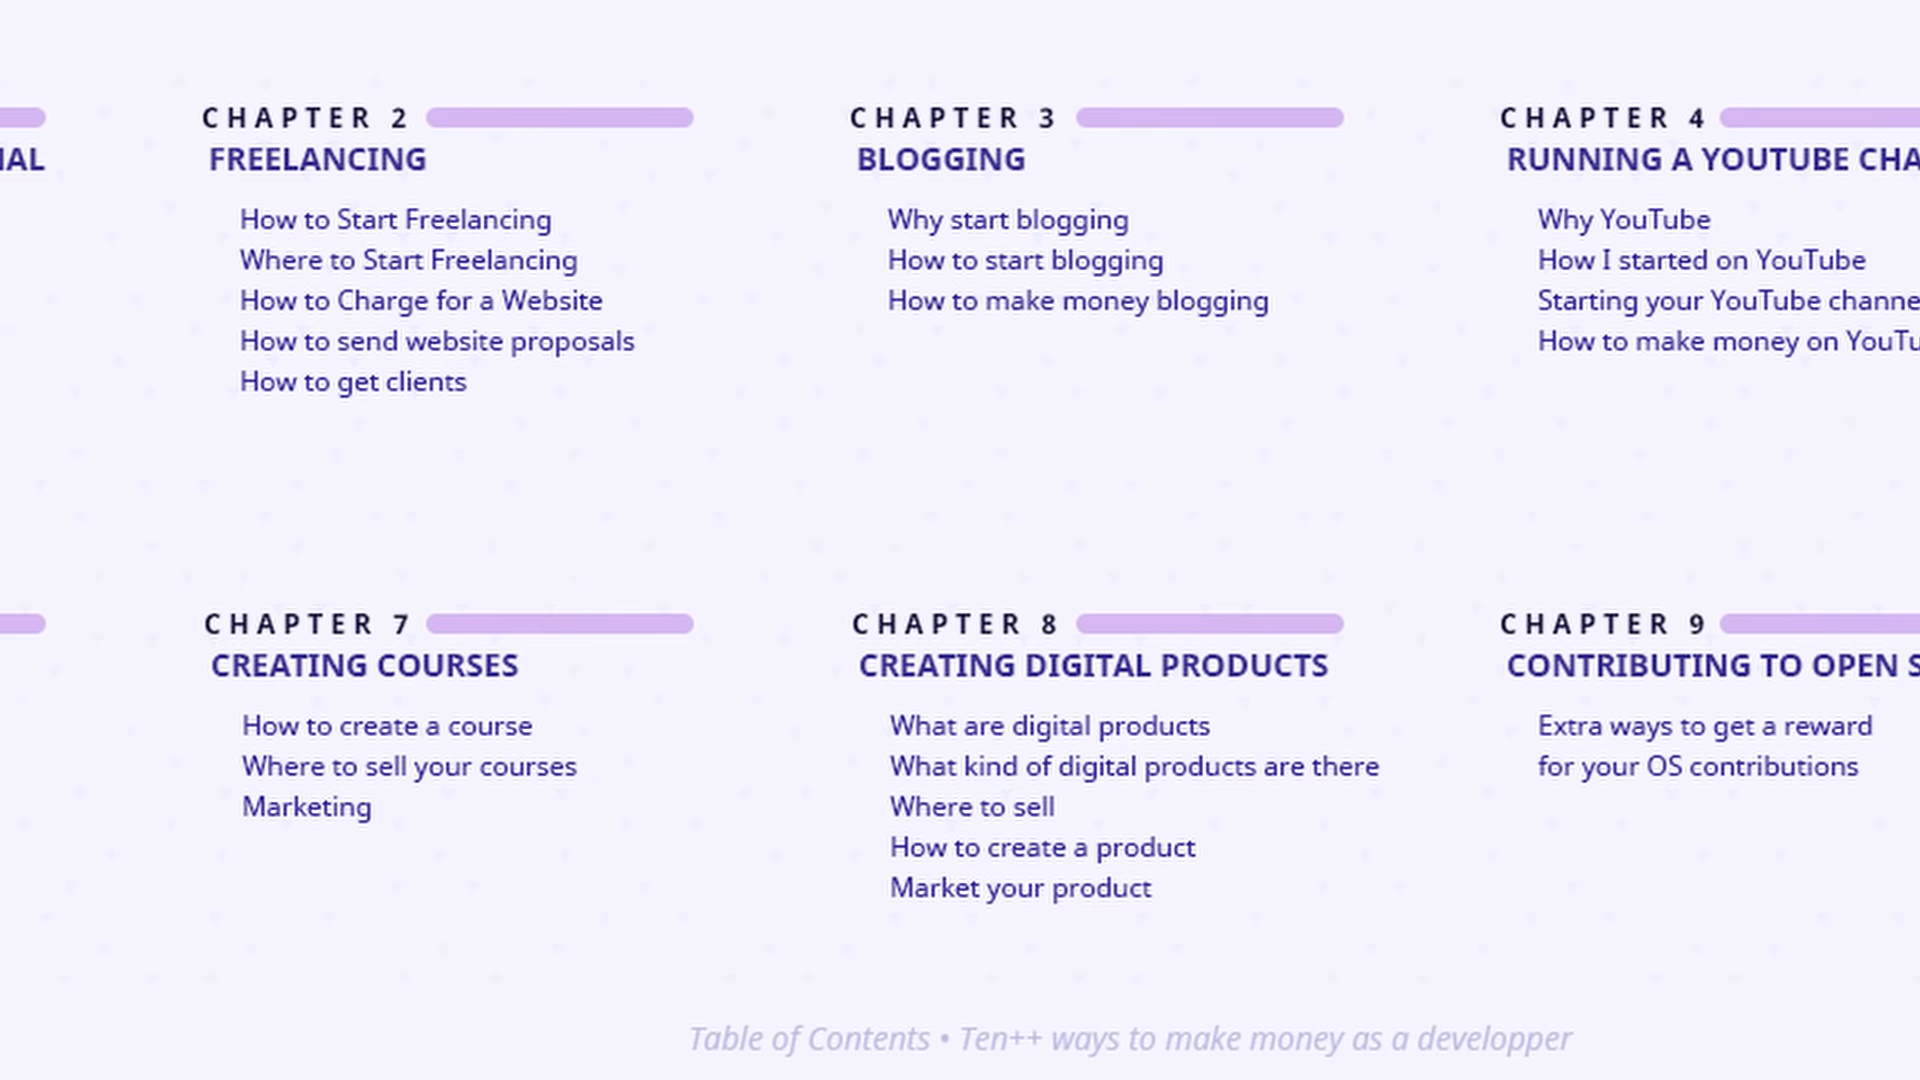 CHAPTER 2
FREELANCING
How to Start Freelancing
Where to Start Freelancing
How to Charge for a Website
How to send website proposals
How to get clients
CHAPTER 3
BLOGGING
Why start blogging
How to start blogging
How to make money blogging
CHAPTER 4
RUNNING A YOUTUBE
Why YouTube
How I started on YouTube
Starting your YouTube
How to make money on
CHAPTER 7
CREATING COURSES
How to create a course
Where to sell your courses
Marketing
CHAPTER 8
CREATING DIGITAL PRODUCTS
What are digital products
What kind of digital products are there
Where to sell
How to create a product
Market your product
CHAPTER 9
CONTRIBUTING TO OPEN
Extra ways to get a reward
for your OS contributions
Table of Contents • Ten++ ways to make money as a developper